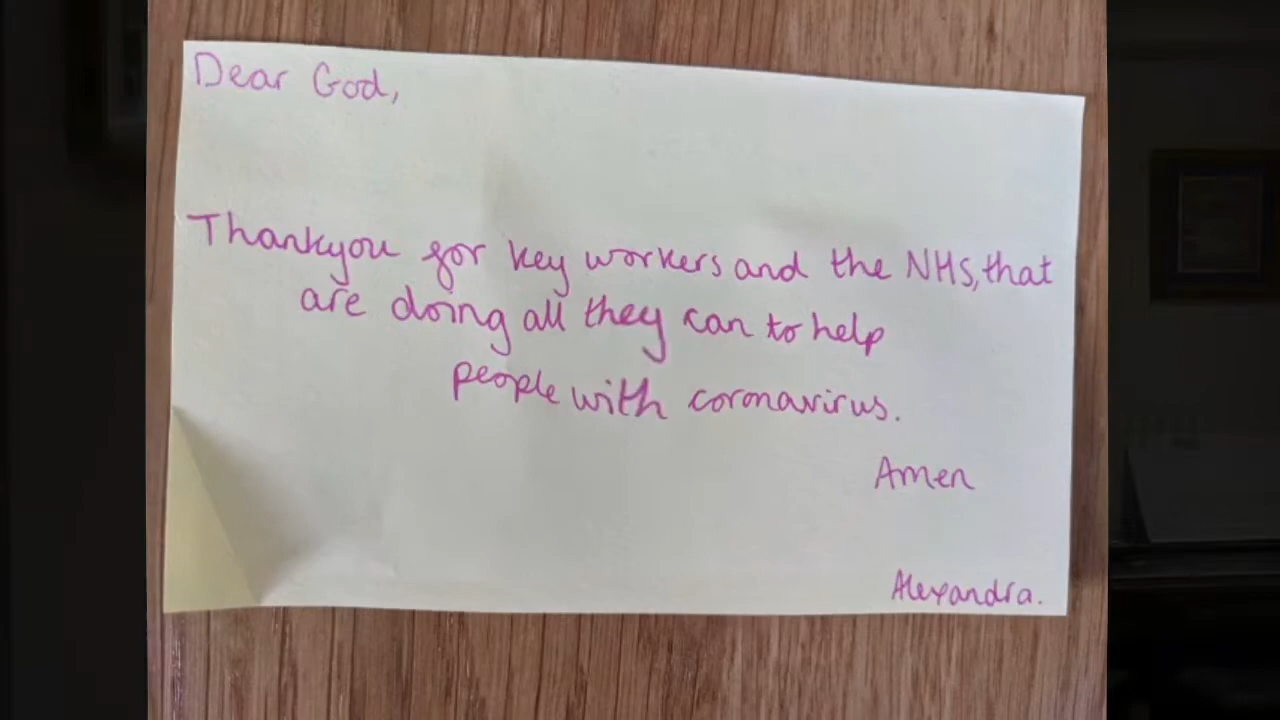 Dear God,
Thankyou for key workers and the NHS, that
are doing all they can to help
people with coronavirus.
Amen
Alexandra.